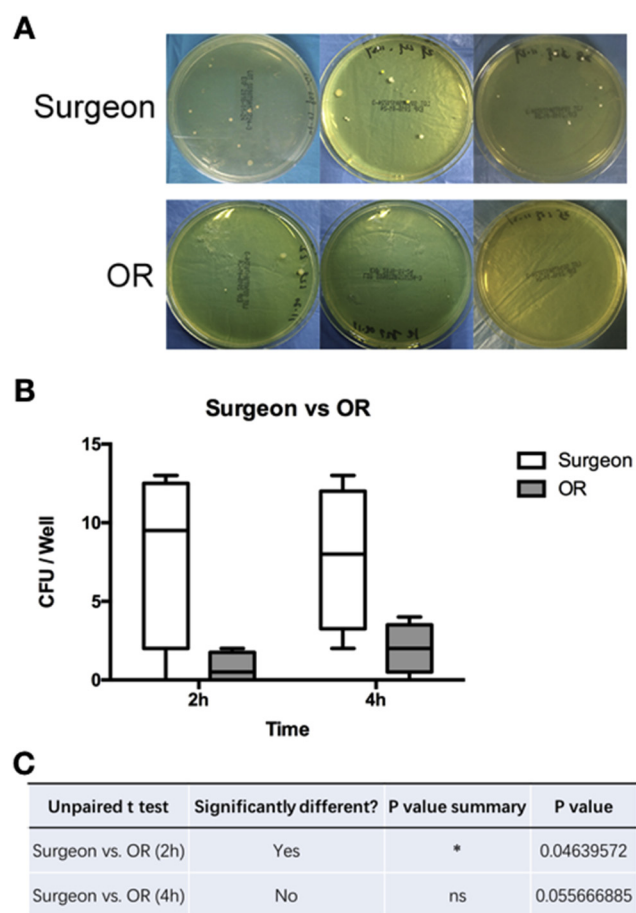 A
Surgeon
OR
B
Surgeon vs OR
15
10
5
0
CFU / Well
2h
4h
Time
Surgeon
OR
C
Unpaired t test Significantly different? P value summary P value
Surgeon vs. OR (2h) Yes * 0.04639572
Surgeon vs. OR (4h) No ns 0.055666885